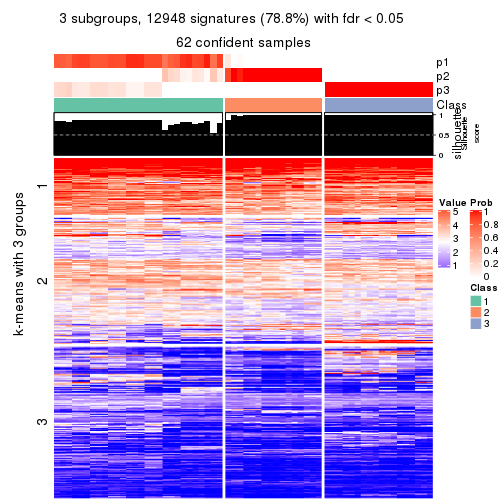 3 subgroups, 12948 signatures (78.8%) with fdr < 0.05
62 confident samples
p1
p2
p3
Class
1
0.5
0
silhouette
Silhouette
score
k-means with 3 groups
1
2
3
Value
5
4
3
2
1
Prob
1
0.8
0.6
0.4
0.2
0
Class
1
2
3